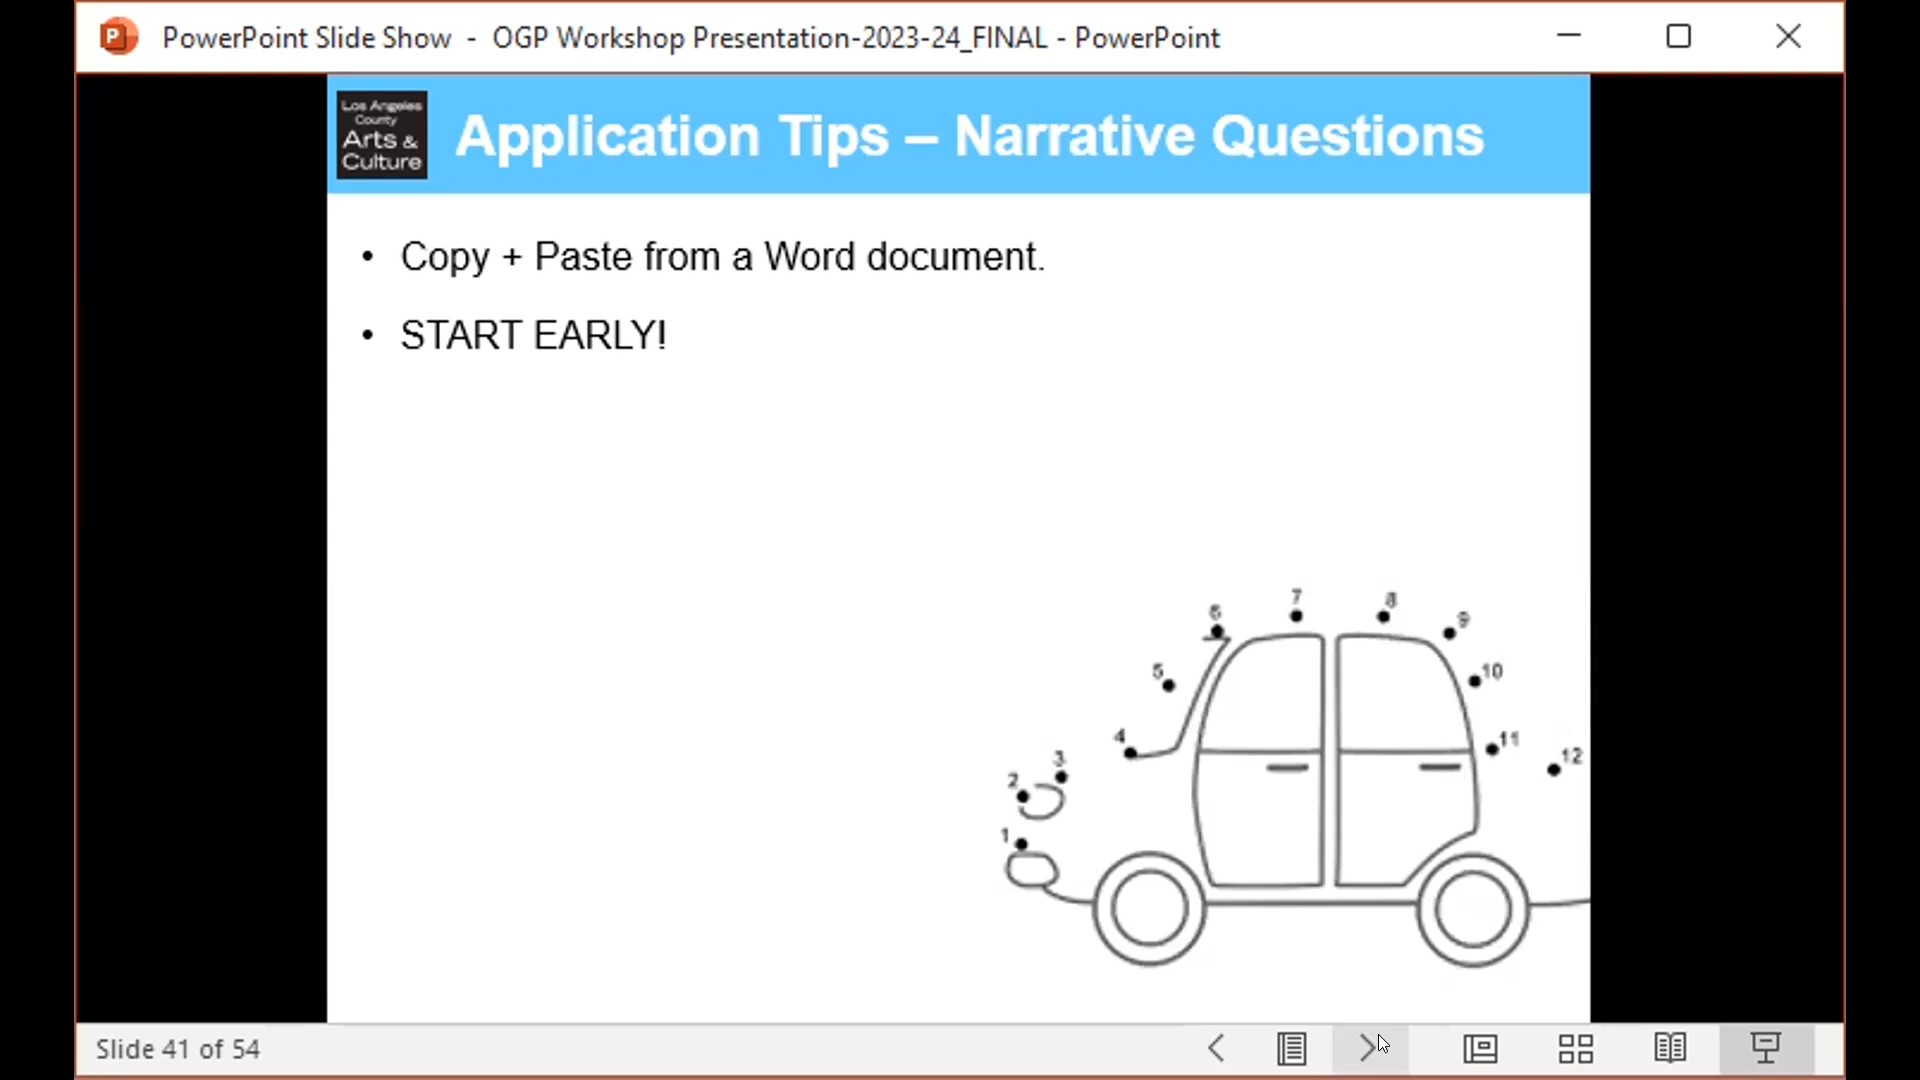 PowerPoint Slide Show - OGP Workshop Presentation-2023-24_FINAL - PowerPoint
Los Angeles
County
Arts &
Culture
Application Tips – Narrative Questions
• Copy + Paste from a Word document.
• START EARLY!
6
7
8
9
5
10
4
11
3
12
2
1
Slide 41 of 54